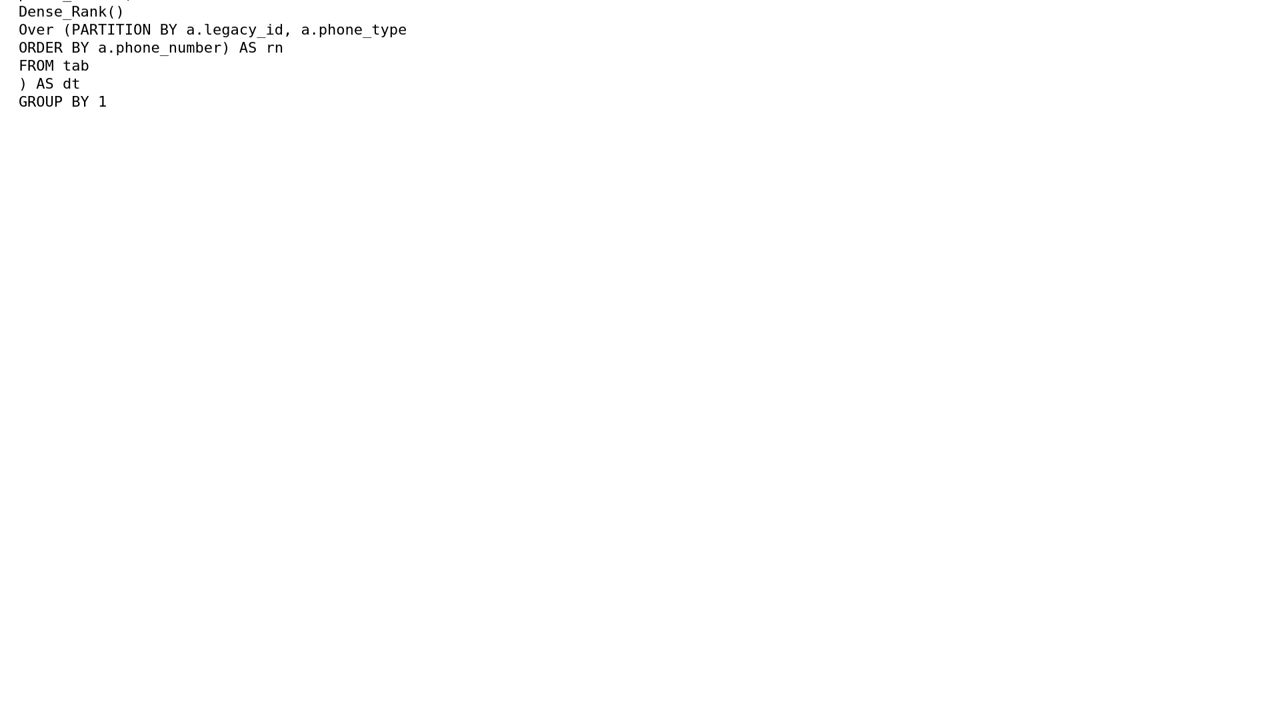 Dense_Rank()
Over (PARTITION BY a.legacy_id, a.phone_type
ORDER BY a.phone_number) AS rn
FROM tab
) AS dt
GROUP BY 1